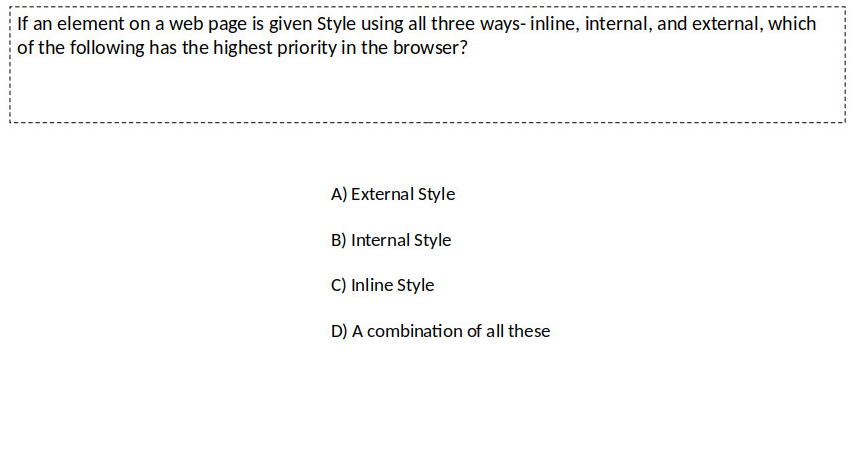 If an element on a web page is given Style using all three ways- inline, internal, and external, which
of the following has the highest priority in the browser?
A) External Style
B) Internal Style
C) Inline Style
D) A combination of all these